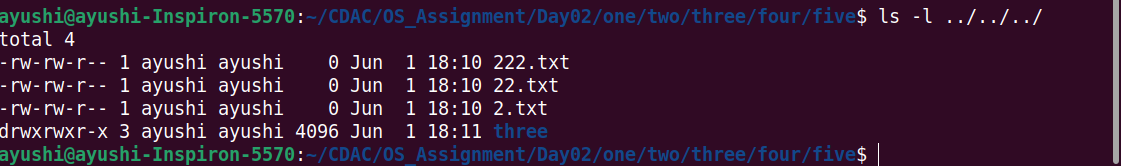 ayushi@ayushi-Inspiron-5570:~/CDAC/OS_Assignment/Day02/one/two/three/four/five$ ls -l ../../../
total 4
-rw-rw-r-- 1 ayushi ayushi    0 Jun  1 18:10 222.txt
-rw-rw-r-- 1 ayushi ayushi    0 Jun  1 18:10 22.txt
-rw-rw-r-- 1 ayushi ayushi    0 Jun  1 18:10 2.txt
drwxrwxr-x 3 ayushi ayushi 4096 Jun  1 18:11 three
ayushi@ayushi-Inspiron-5570:~/CDAC/OS_Assignment/Day02/one/two/three/four/five$